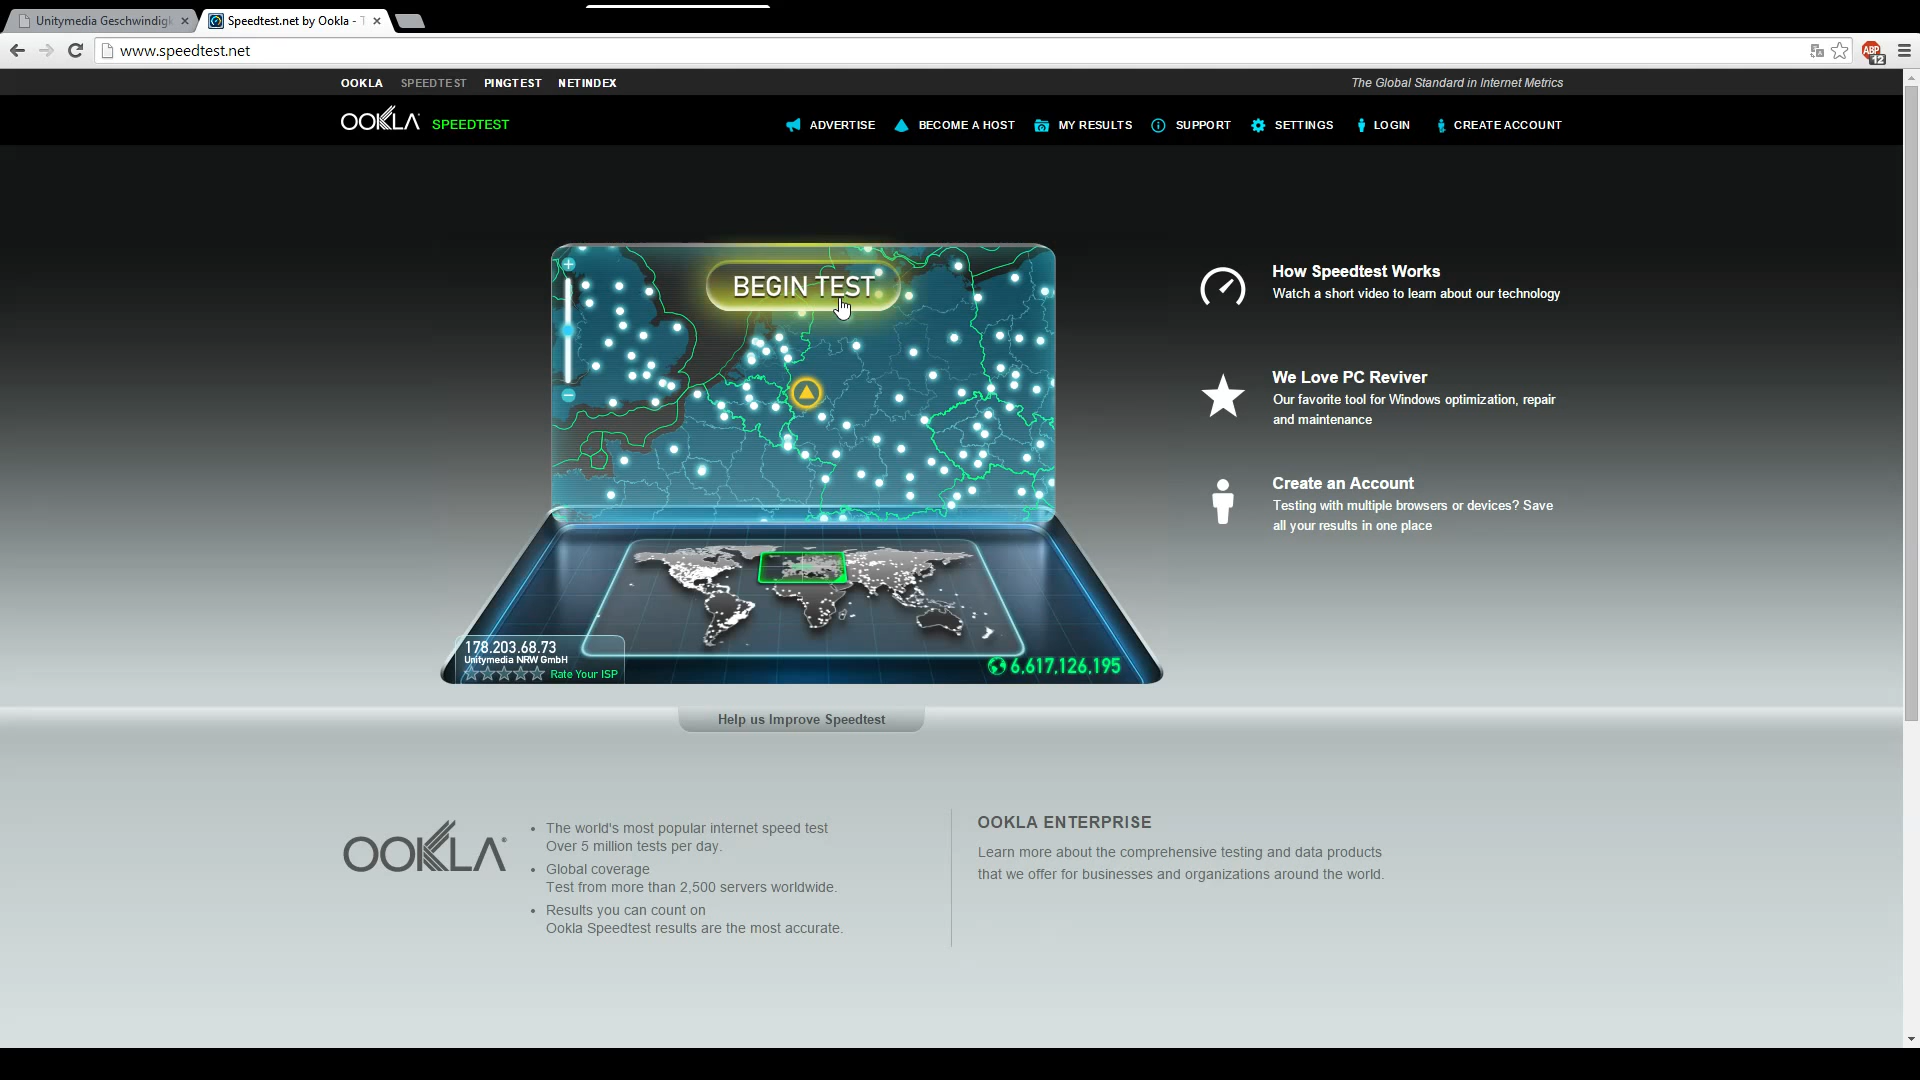 Unitymedia Geschwindigk
Speedtest.net by Ookla - T
www.speedtest.net
ABP
12
OOKLA SPEEDTEST PINGTEST NETINDEX
The Global Standard in Internet Metrics
OOKLA SPEEDTEST
ADVERTISE BECOME A HOST MY RESULTS SUPPORT SETTINGS LOGIN CREATE ACCOUNT
BEGIN TEST
How Speedtest Works
Watch a short video to learn about our technology
We Love PC Reviver
Our favorite tool for Windows optimization, repair
and maintenance
Create an Account
Testing with multiple browsers or devices? Save
all your results in one place
178.203.68.73
Unitymedia NRW GmbH
Rate Your ISP
6,617,126,195
Help us Improve Speedtest
OOKLA
The world's most popular internet speed test
Over 5 million tests per day.
Global coverage
Test from more than 2,500 servers worldwide.
Results you can count on
Ookla Speedtest results are the most accurate.
OOKLA ENTERPRISE
Learn more about the comprehensive testing and data products
that we offer for businesses and organizations around the world.